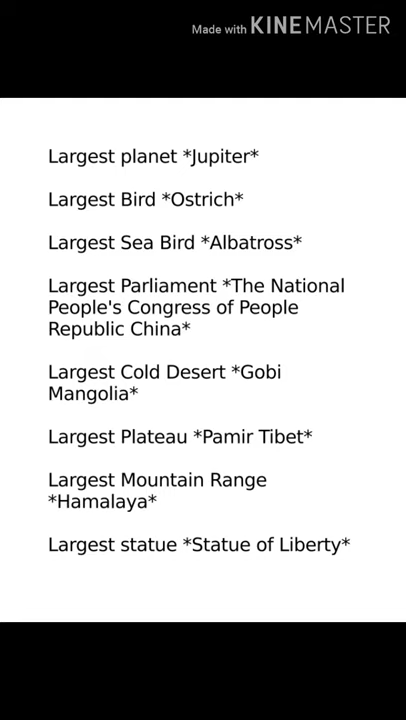 Made with KINEMASTER
Largest planet *Jupiter*
Largest Bird *Ostrich*
Largest Sea Bird *Albatross*
Largest Parliament *The National
People's Congress of People
Republic China*
Largest Cold Desert *Gobi
Mangolia*
Largest Plateau *Pamir Tibet*
Largest Mountain Range
*Hamalaya*
Largest statue *Statue of Liberty*